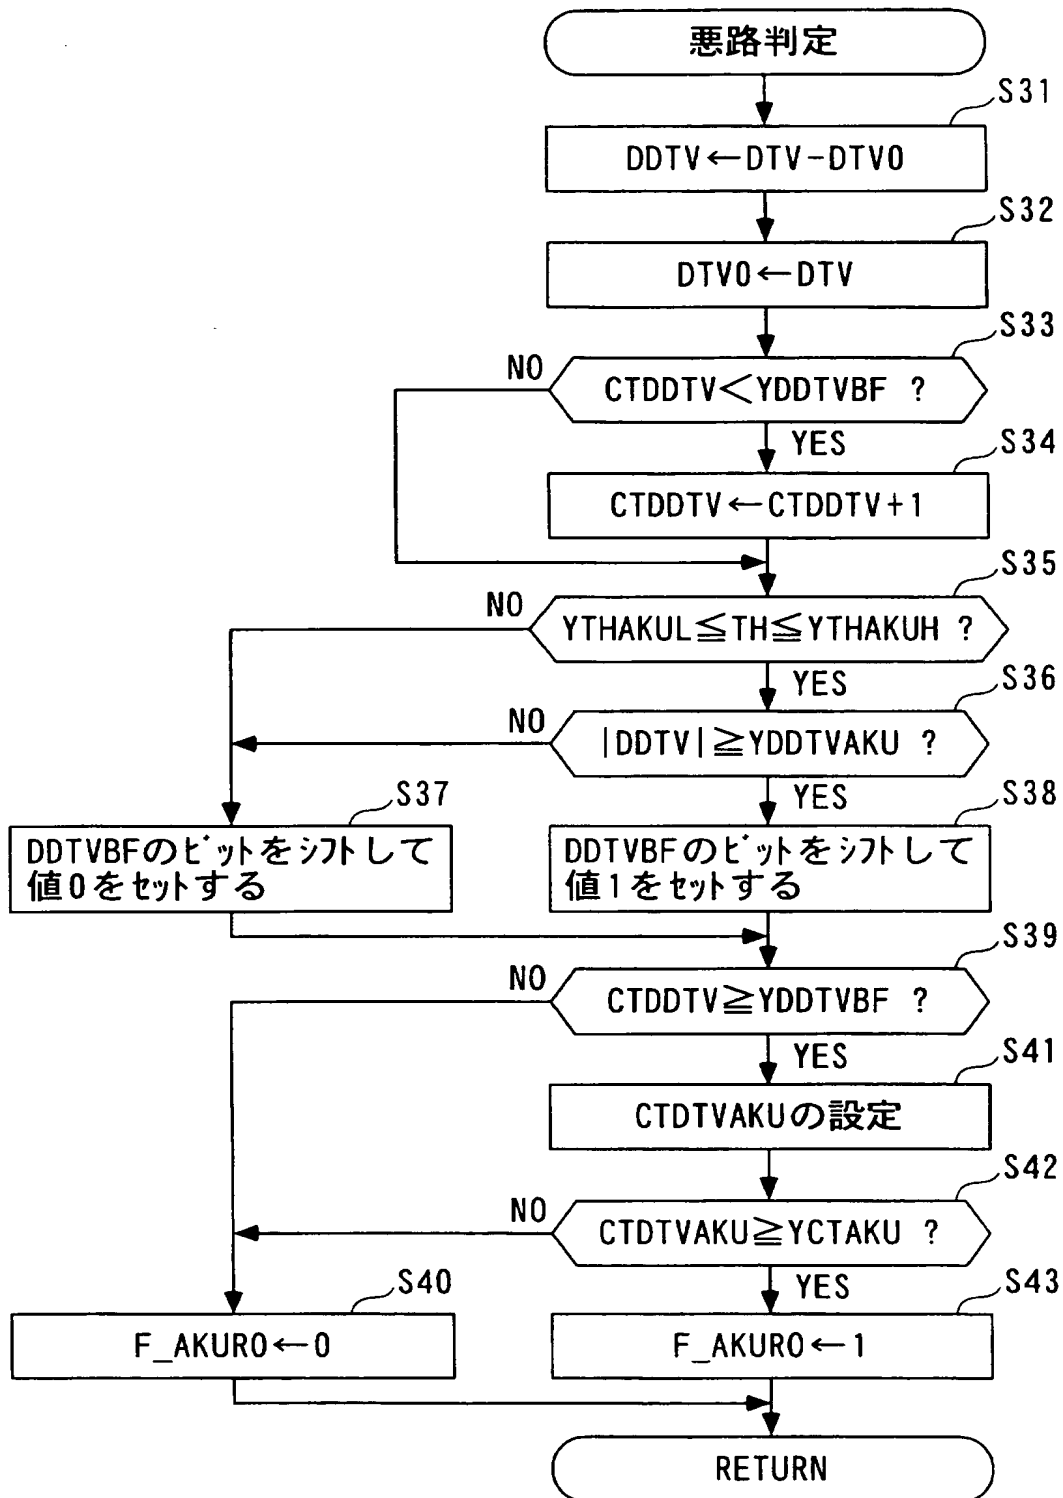 悪路判定
S31
DDTV←DTV-DTV0
S32
DTV0←DTV
S33
NO
CTDDTV<YDDTVBF ?
YES
S34
CTDDTV←CTDDTV+1
S35
NO
YTHAKUL≦TH≦YTHAKUH ?
YES
S36
NO
|DDTV|≧YDDTVAKU ?
YES
S37
DDTVBFのビットをシフトして
値0をセットする
S38
DDTVBFのビットをシフトして
値1をセットする
S39
NO
CTDDTV≧YDDTVBF ?
YES
S41
CTDTVAKUの設定
S42
NO
CTDTVAKU≧YCTAKU ?
YES
S40
F_AKURO←0
S43
F_AKURO←1
RETURN